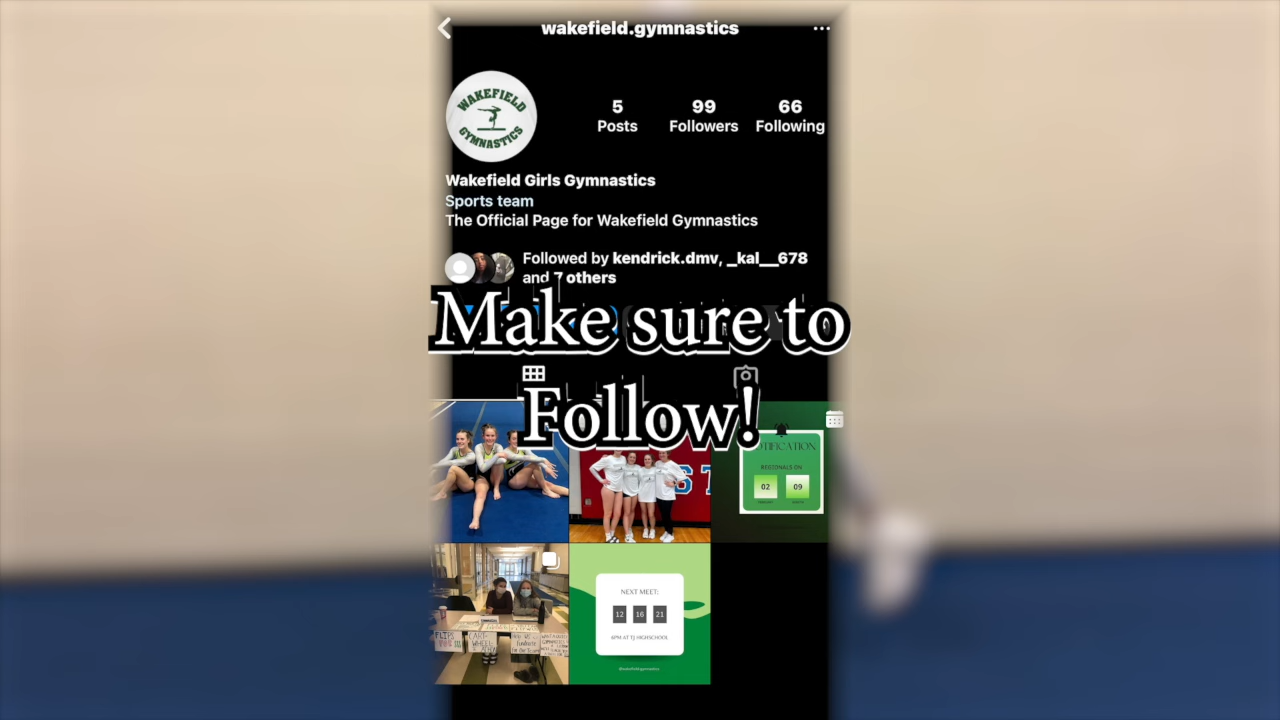 wakefield.gymnastics
WAKEFIELD
GYMNASTICS
5
Posts
99
Followers
66
Following
Wakefield Girls Gymnastics
Sports team
The Official Page for Wakefield Gymnastics
Followed by kendrick.dmv, _kal__678
and 7 others
Make sure to
Follow!
REGIONALS ON
02
09
NEXT MEET:
12 16 21
6PM AT TJ HIGHSCHOOL
@wakefieldgymnastics
FLIPS